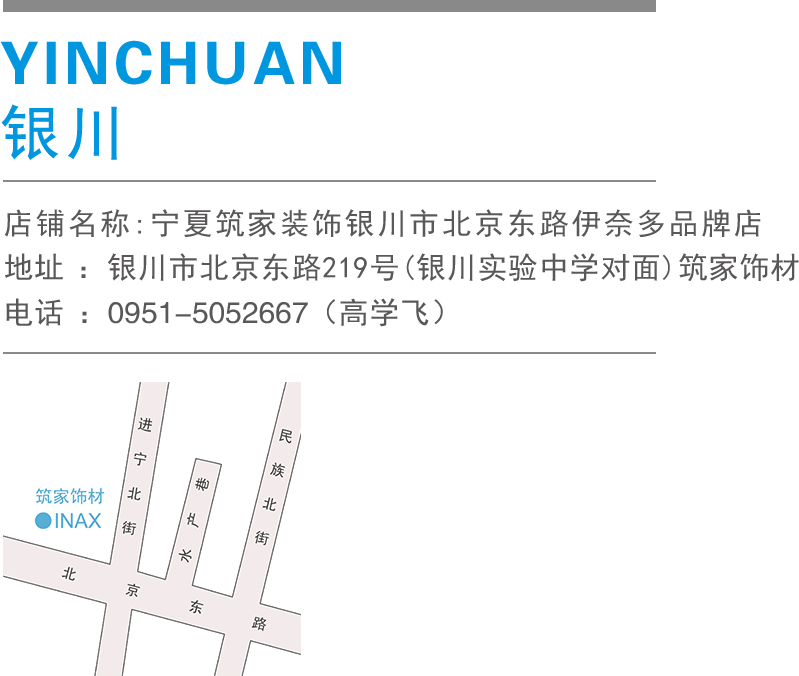 YINCHUAN
银川
店铺名称:宁夏筑家装饰银川市北京东路伊奈多品牌店
地址 : 银川市北京东路219号(银川实验中学对面)筑家饰材
电话 : 0951-5052667（高学飞）
进宁北街
民族北街
水产巷
筑家饰材
INAX
北京东路